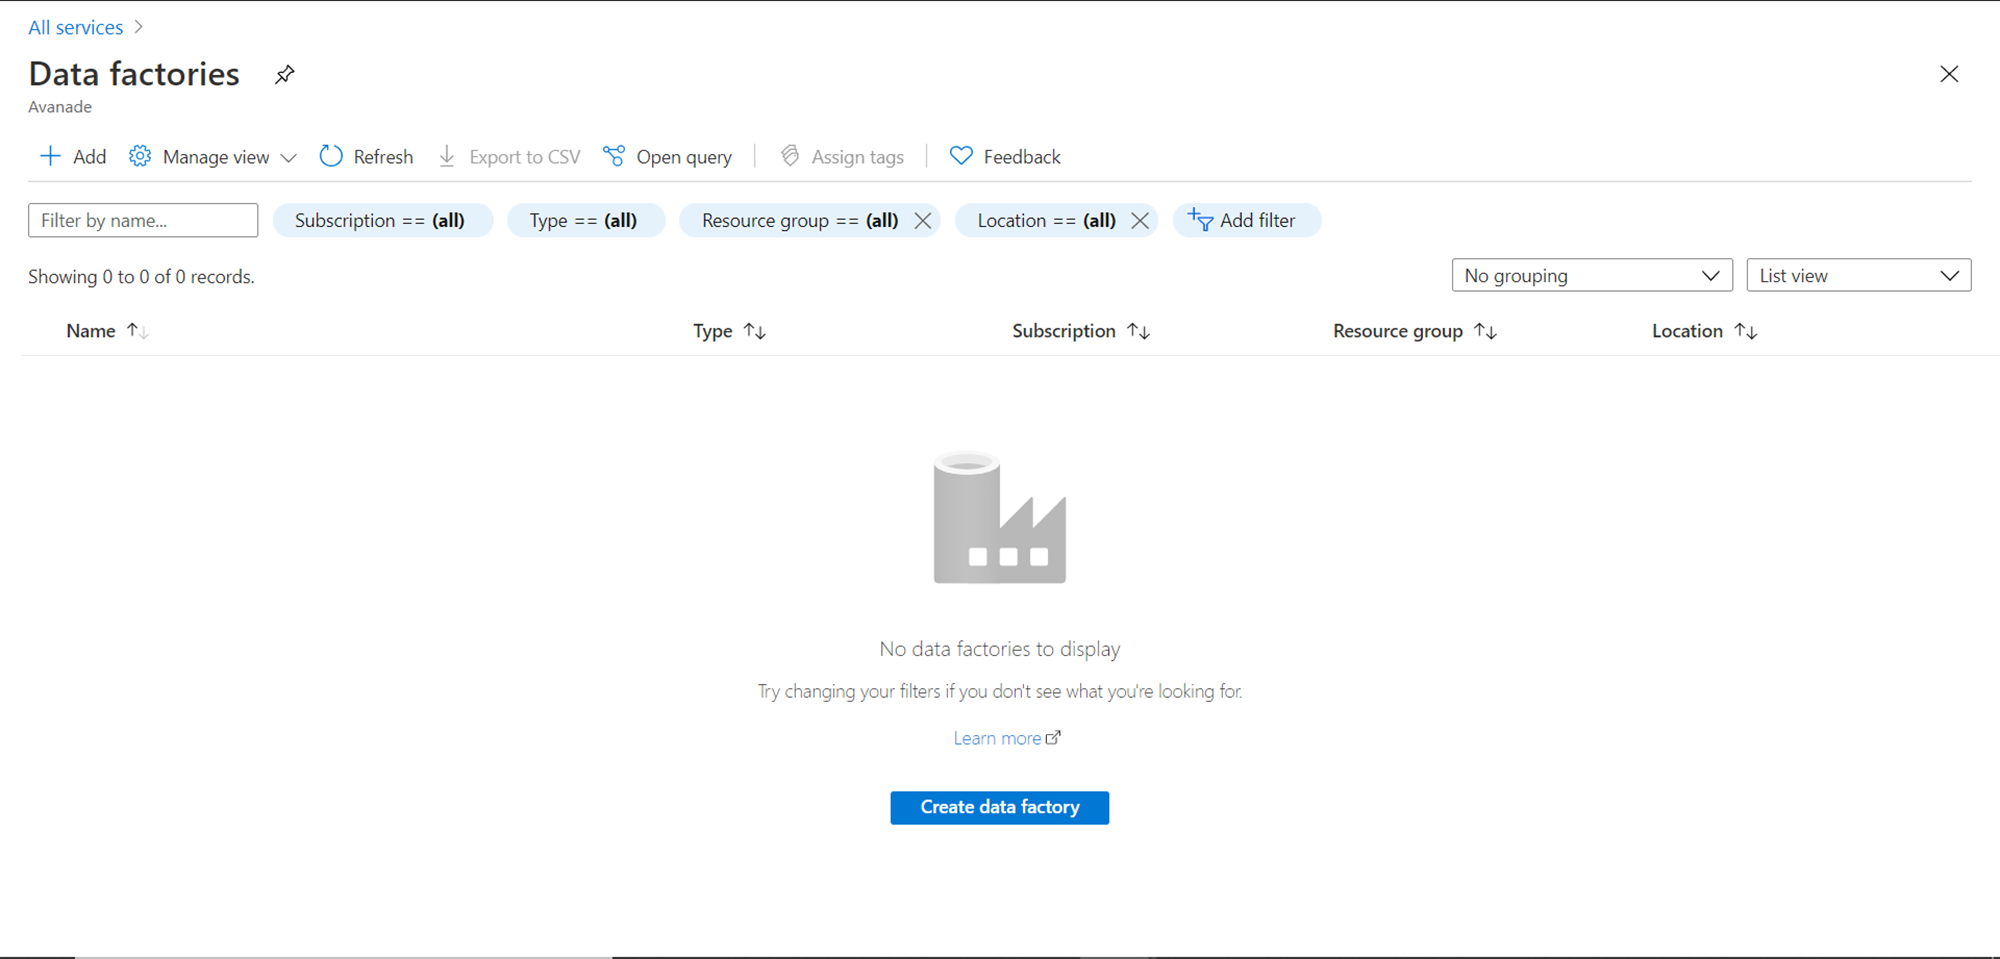 All services
Data factories
Avanade
Add Manage view Refresh Export to CSV Open query Assign tags Feedback
Filter by name... Subscription == (all) Type == (all) Resource group == (all) Location == (all) Add filter
Showing 0 to 0 of 0 records. No grouping List view
Name Type Subscription Resource group Location
No data factories to display
Try changing your filters if you don't see what you're looking for.
Learn more
Create data factory